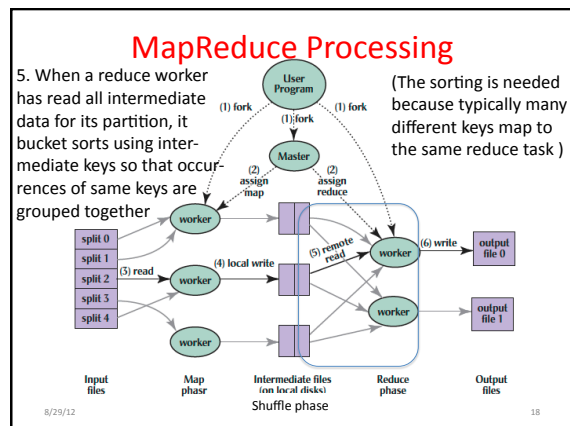 MapReduce Processing
5. When a reduce worker
has read all intermediate
data for its partition, it
bucket sorts using inter-
mediate keys so that occur-
rences of same keys are
grouped together
(The sorting is needed
because typically many
different keys map to
the same reduce task )
User
Program
(1) fork
(1) fork
(1) fork
Master
(2)
assign
map
(2)
assign
reduce
worker
split 0
split 1
split 2
split 3
split 4
(3) read
worker
(4) local write
worker
(5) remote
read
worker
(6) write
output
file 0
worker
output
file 1
Input
files
Map
phasr
Intermediate files
(on local disks)
Reduce
phase
Output
files
Shuffle phase
8/29/12
18